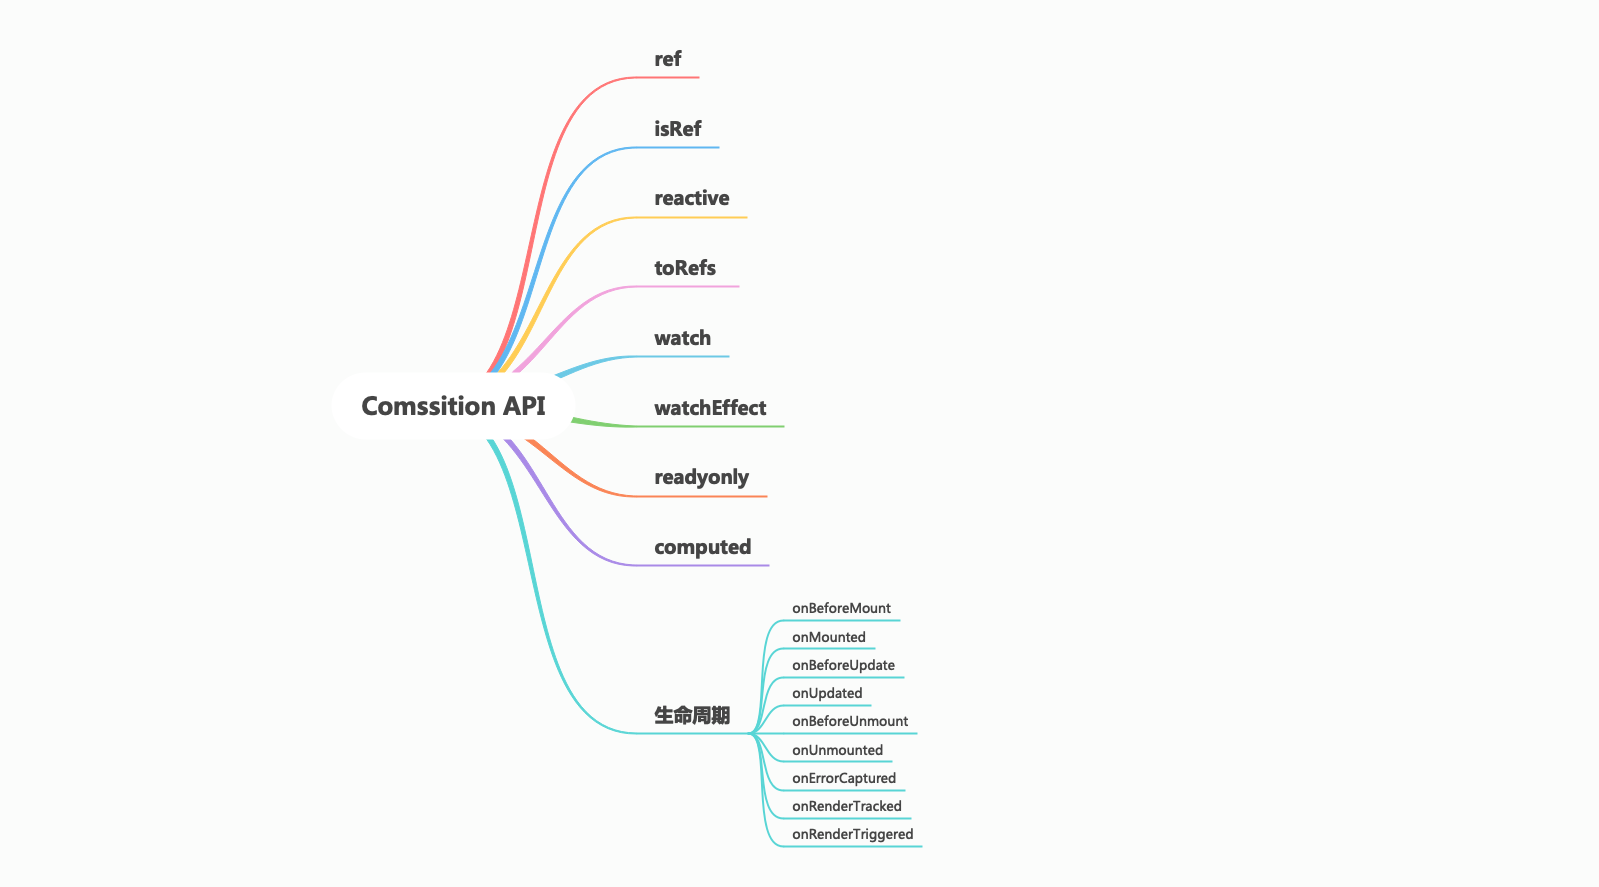 ref
isRef
reactive
toRefs
watch
Comssition API
watchEffect
readyonly
computed
生命周期
onBeforeMount
onMounted
onBeforeUpdate
onUpdated
onBeforeUnmount
onUnmounted
onErrorCaptured
onRenderTracked
onRenderTriggered